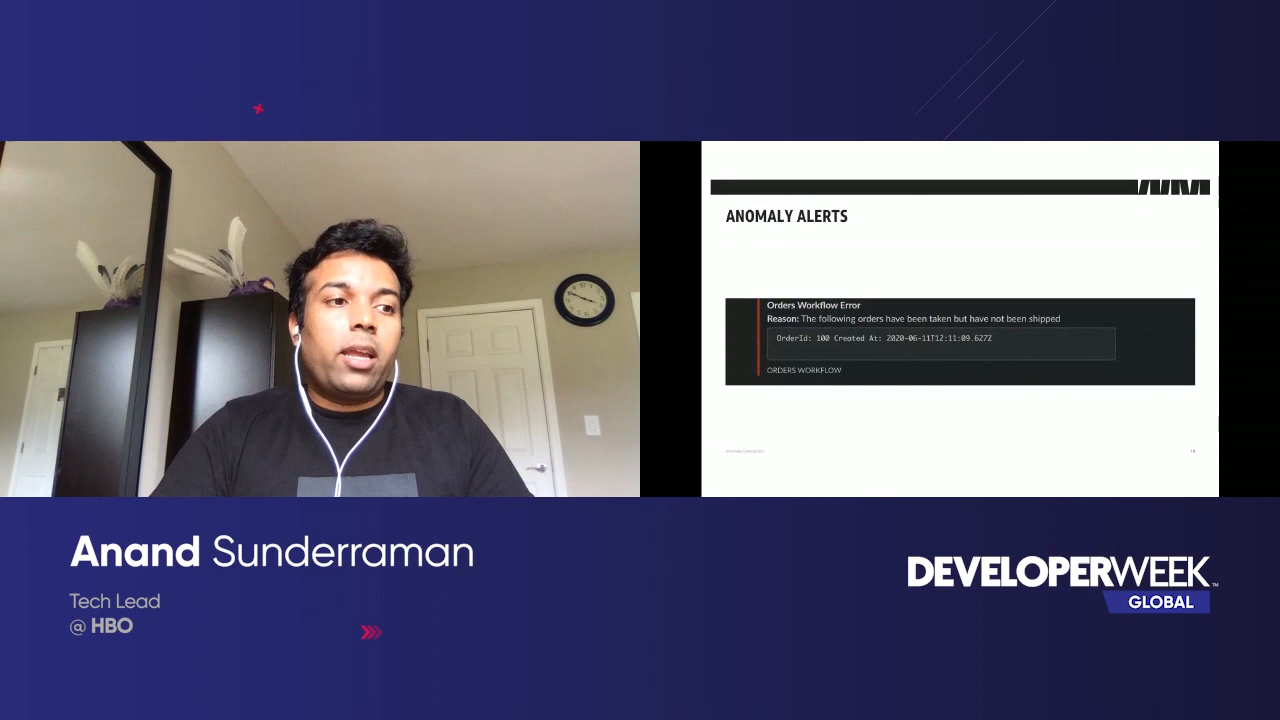 ANOMALY ALERTS
Orders Workflow Error
Reason: The following orders have been taken but have not been shipped
OrderId: 100 Created At: 2020-06-11T12:11:09.627Z
ORDERS WORKFLOW
Anand Sunderraman
Tech Lead
@ HBO
DEVELOPERWEEK™
GLOBAL